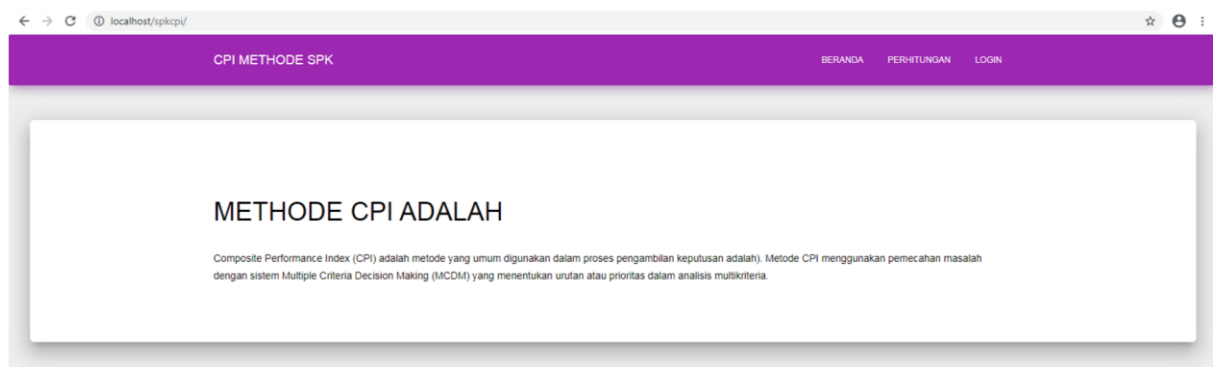 localhost/spkcpi/
CPI METHODE SPK
BERANDA PERHITUNGAN LOGIN
METHODE CPI ADALAH
Composite Performance Index (CPI) adalah metode yang umum digunakan dalam proses pengambilan keputusan adalah). Metode CPI menggunakan pemecahan masalah
dengan sistem Multiple Criteria Decision Making (MCDM) yang menentukan urutan atau prioritas dalam analisis multikriteria.